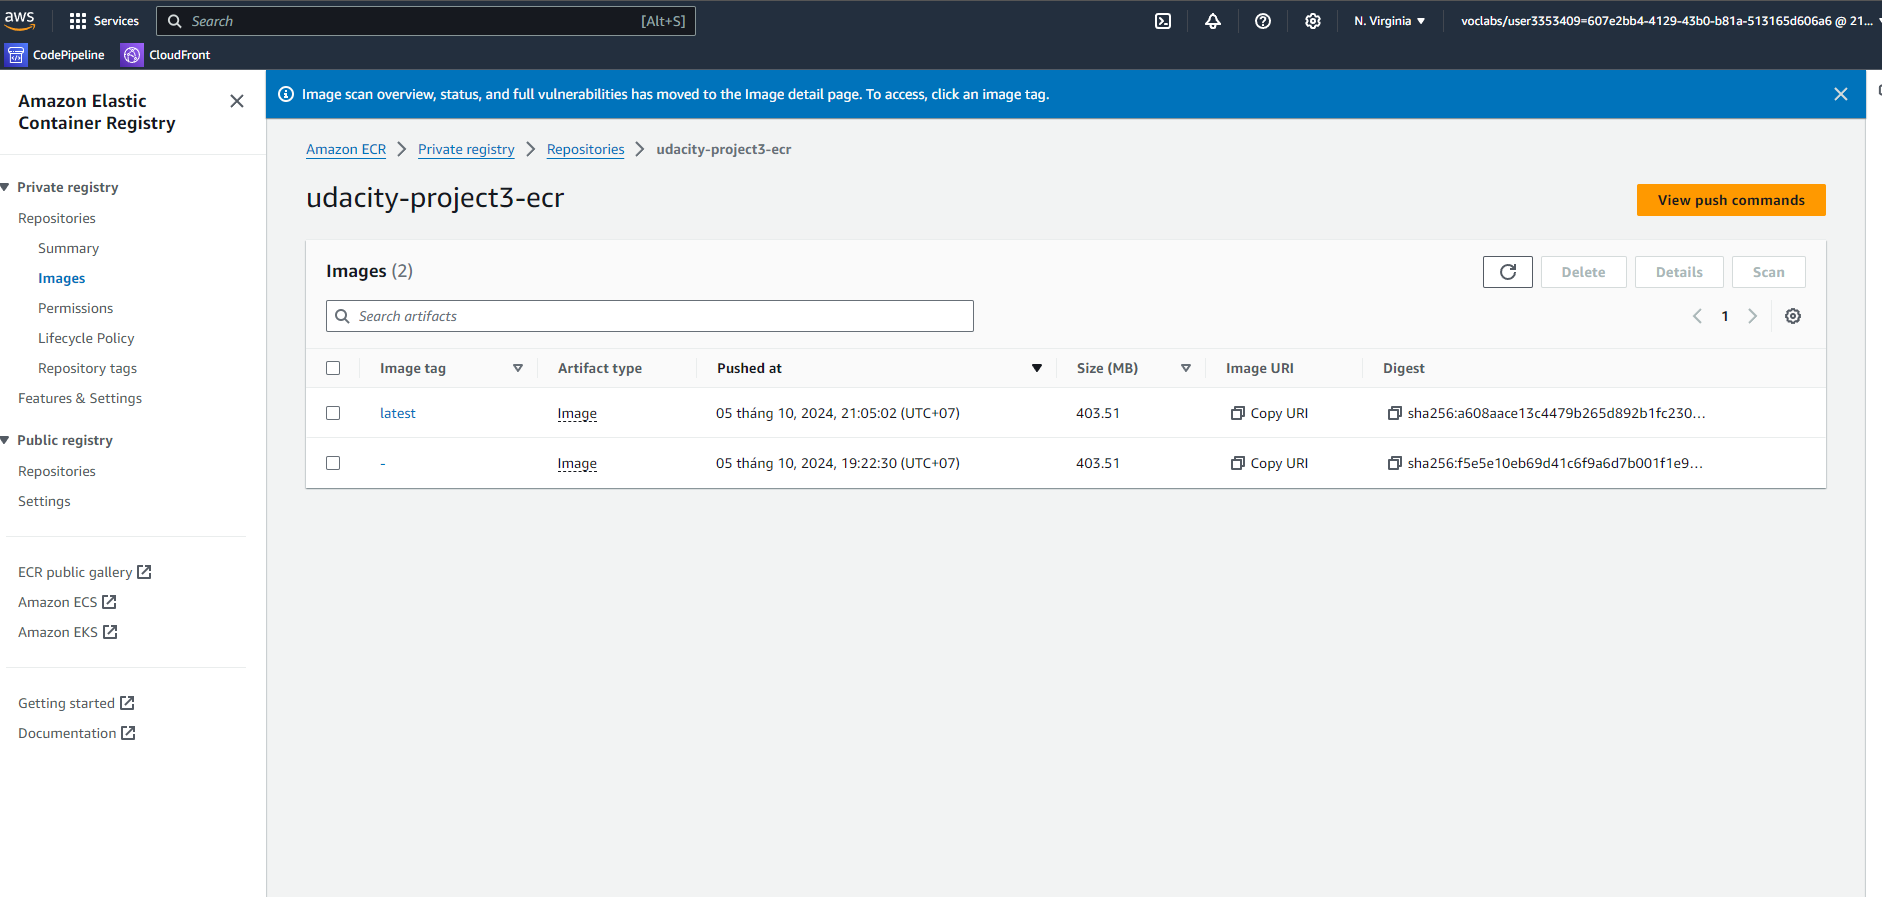 aws
Services
Search
[Alt+S]
N. Virginia
voclabs/user3353409=607e2bb4-4129-43b0-b81a-513165d606a6 @ 21...
CodePipeline
CloudFront
Amazon Elastic
Container Registry
Private registry
Repositories
Summary
Images
Permissions
Lifecycle Policy
Repository tags
Features & Settings
Public registry
Repositories
Settings
ECR public gallery
Amazon ECS
Amazon EKS
Getting started
Documentation
Image scan overview, status, and full vulnerabilities has moved to the Image detail page. To access, click an image tag.
Amazon ECR
Private registry
Repositories
udacity-project3-ecr
udacity-project3-ecr
View push commands
Images (2)
Delete
Details
Scan
Search artifacts
1
Image tag
Artifact type
Pushed at
Size (MB)
Image URI
Digest
latest
Image
05 tháng 10, 2024, 21:05:02 (UTC+07)
403.51
Copy URI
sha256:a608aace13c4479b265d892b1fc230...
-
Image
05 tháng 10, 2024, 19:22:30 (UTC+07)
403.51
Copy URI
sha256:f5e5e10eb69d41c6f9a6d7b001f1e9...